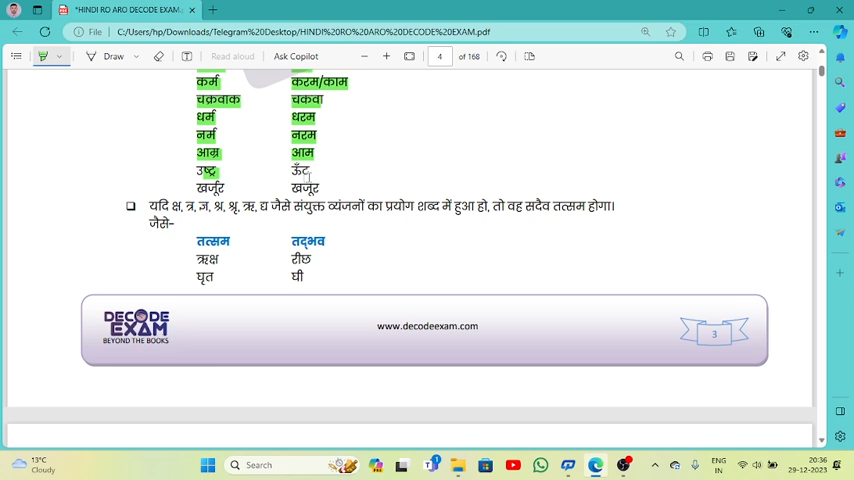 *HINDI RO ARO DECODE EXAM.
File
C:/Users/hp/Downloads/Telegram%20Desktop/HINDI%20RO%20ARO%20DECODE%20EXAM.pdf
Draw
Read aloud
Ask Copilot
4 of 168
कर्म करम/काम
चक्रवाक चकवा
धर्म धरम
नर्म नरम
आम्र आम
उष्ट्र ऊँट
खर्जूर खजूर
यदि क्ष, त्र, ज्ञ, श्र, श्रृ, ऋ, द्य जैसे संयुक्त व्यंजनों का प्रयोग शब्द में हुआ हो, तो वह सदैव तत्सम होगा।
जैसे-
तत्सम तद्भव
ऋक्ष रीछ
घृत घी
DECODE
EXAM
BEYOND THE BOOKS
www.decodeexam.com
3
13°C
Cloudy
Search
ENG
IN
20:36
29-12-2023